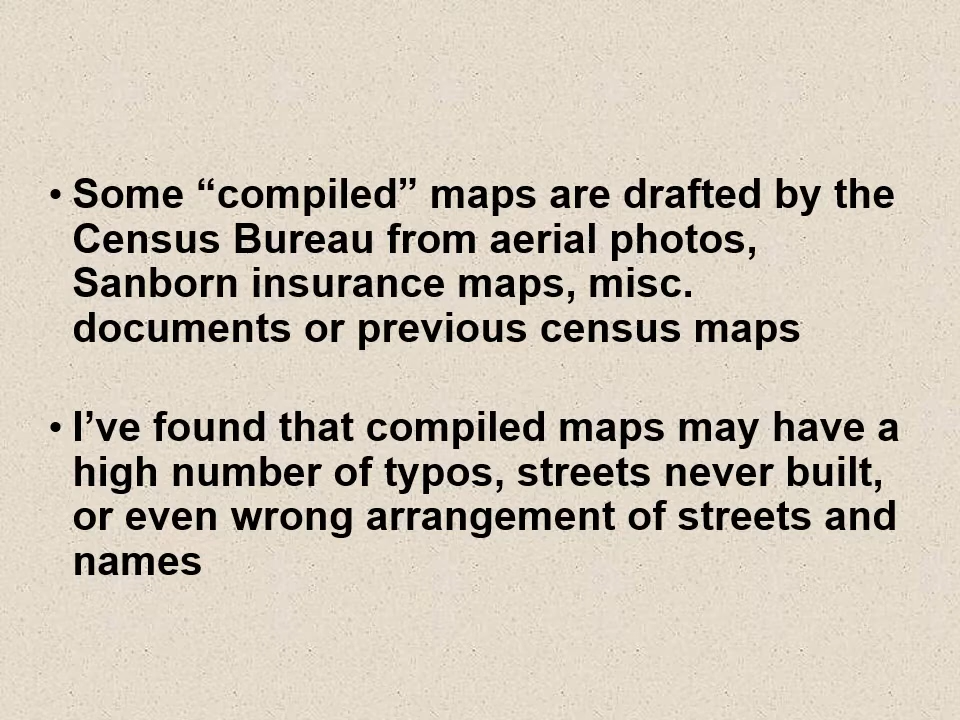 • Some “compiled” maps are drafted by the
Census Bureau from aerial photos,
Sanborn insurance maps, misc.
documents or previous census maps
• I’ve found that compiled maps may have a
high number of typos, streets never built,
or even wrong arrangement of streets and
names